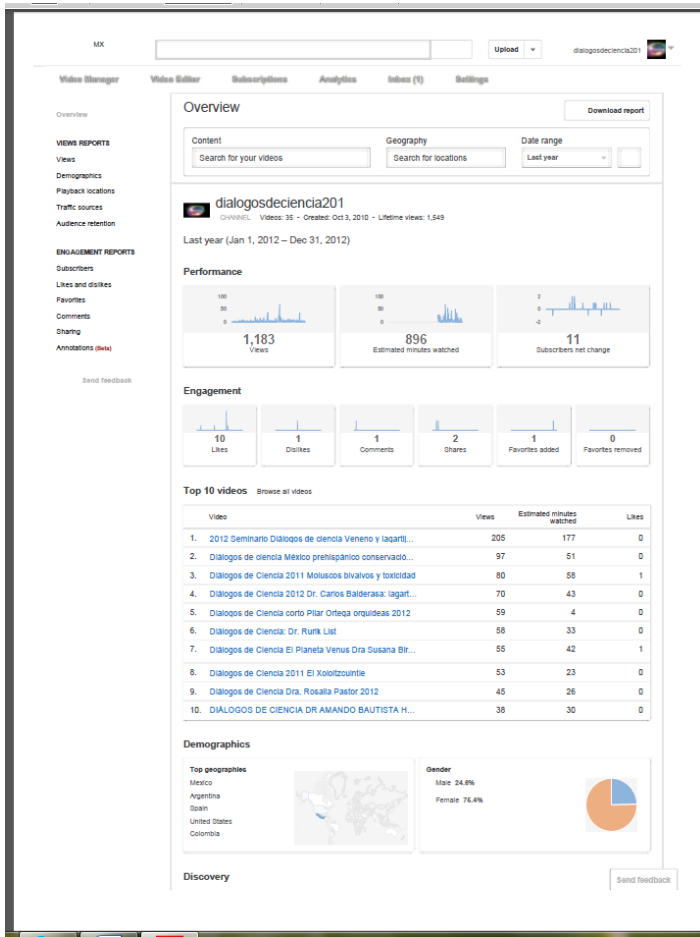 MX
Upload
dialogosdeciencia201
Video Manager Video Editor Subscriptions Analytics Inbox (1) Settings
Overview
VIEWS REPORTS
Views
Demographics
Playback locations
Traffic sources
Audience retention
ENGAGEMENT REPORTS
Subscribers
Likes and dislikes
Favorites
Comments
Sharing
Annotations (Beta)
Send feedback
Overview
Download report
Content Geography Date range
Search for your videos Search for locations Last year
dialogosdeciencia201
CHANNEL Videos: 35 - Created: Oct 3, 2010 - Lifetime views: 1,549
Last year (Jan 1, 2012 – Dec 31, 2012)
Performance
100
50
0
1,183
Views
100
50
0
896
Estimated minutes watched
2
0
-2
11
Subscribers net change
Engagement
10
Likes
1
Dislikes
1
Comments
2
Shares
1
Favorites added
0
Favorites removed
Top 10 videos Browse all videos
Video Views Estimated minutes watched Likes
1. 2012 Seminario Diálogos de ciencia Veneno y lagartij... 205 177 0
2. Diálogos de ciencia México prehispánico conservació... 97 51 0
3. Diálogos de Ciencia 2011 Moluscos bivalvos y toxicidad 80 58 1
4. Diálogos de Ciencia 2012 Dr. Carlos Balderasa: lagart... 70 43 0
5. Dialogos de Ciencia corto Pilar Ortega orquideas 2012 59 4 0
6. Diálogos de Ciencia: Dr. Rurik List 58 33 0
7. Diálogos de Ciencia El Planeta Venus Dra Susana Bir... 55 42 1
8. Diálogos de Ciencia 2011 El Xoloitzcuintle 53 23 0
9. Diálogos de Ciencia Dra. Rosalia Pastor 2012 45 26 0
10. DIÁLOGOS DE CIENCIA DR AMANDO BAUTISTA H... 38 30 0
Demographics
Top geographies
Mexico
Argentina
Spain
United States
Colombia
Gender
Male 24.6%
Female 76.4%
Discovery
Send feedback